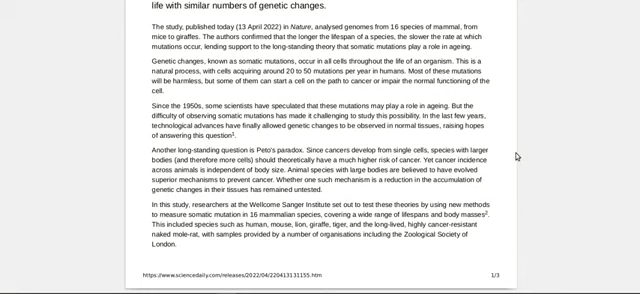 life with similar numbers of genetic changes.
The study, published today (13 April 2022) in Nature, analysed genomes from 16 species of mammal, from
mice to giraffes. The authors confirmed that the longer the lifespan of a species, the slower the rate at which
mutations occur, lending support to the long-standing theory that somatic mutations play a role in ageing.
Genetic changes, known as somatic mutations, occur in all cells throughout the life of an organism. This is a
natural process, with cells acquiring around 20 to 50 mutations per year in humans. Most of these mutations
will be harmless, but some of them can start a cell on the path to cancer or impair the normal functioning of the
cell.
Since the 1950s, some scientists have speculated that these mutations may play a role in ageing. But the
difficulty of observing somatic mutations has made it challenging to study this possibility. In the last few years,
technological advances have finally allowed genetic changes to be observed in normal tissues, raising hopes
of answering this question¹.
Another long-standing question is Peto's paradox. Since cancers develop from single cells, species with larger
bodies (and therefore more cells) should theoretically have a much higher risk of cancer. Yet cancer incidence
across animals is independent of body size. Animal species with large bodies are believed to have evolved
superior mechanisms to prevent cancer. Whether one such mechanism is a reduction in the accumulation of
genetic changes in their tissues has remained untested.
In this study, researchers at the Wellcome Sanger Institute set out to test these theories by using new methods
to measure somatic mutation in 16 mammalian species, covering a wide range of lifespans and body masses².
This included species such as human, mouse, lion, giraffe, tiger, and the long-lived, highly cancer-resistant
naked mole-rat, with samples provided by a number of organisations including the Zoological Society of
London.
https://www.sciencedaily.com/releases/2022/04/220413131155.htm 1/3